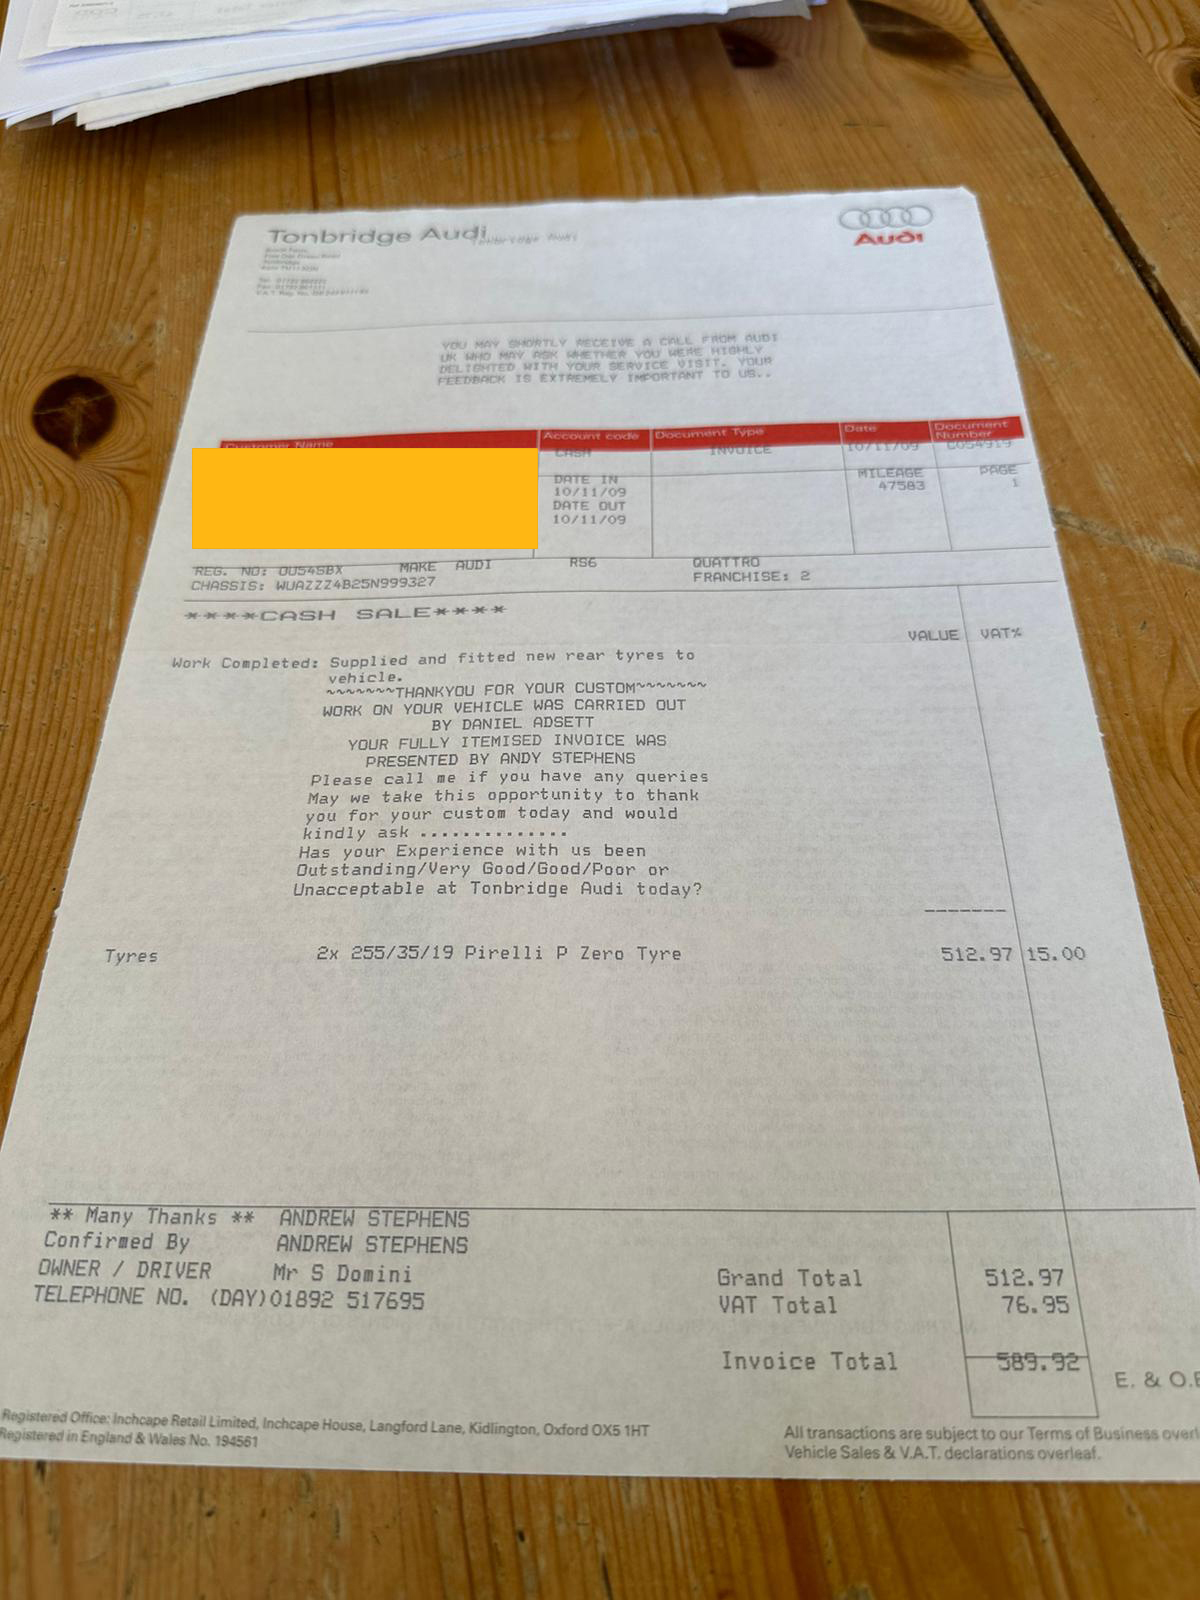 Tonbridge Audi
Tonbridge Audi
Audi
Tonbridge
YOU MAY SHORTLY RECEIVE A CALL FROM AUDI
UK WHO MAY ASK WHETHER YOU WERE HIGHLY
DELIGHTED WITH YOUR SERVICE VISIT. YOUR
FEEDBACK IS EXTREMELY IMPORTANT TO US..
Customer Name Account code Document Type Date Document Number
CASH INVOICE 10/11/09
DATE IN MILEAGE PAGE
10/11/09 47583 1
DATE OUT
10/11/09
REG. NO: OU54SBX MAKE AUDI RS6 QUATTRO
CHASSIS: WUAZZZ4B25N999327 FRANCHISE: 2
****CASH SALE****
VALUE VAT%
Work Completed: Supplied and fitted new rear tyres to
vehicle.
~~~~~~~THANKYOU FOR YOUR CUSTOM~~~~~~~
WORK ON YOUR VEHICLE WAS CARRIED OUT
BY DANIEL ADSETT
YOUR FULLY ITEMISED INVOICE WAS
PRESENTED BY ANDY STEPHENS
Please call me if you have any queries
May we take this opportunity to thank
you for your custom today and would
kindly ask ..............
Has your Experience with us been
Outstanding/Very Good/Good/Poor or
Unacceptable at Tonbridge Audi today?
-------
Tyres 2x 255/35/19 Pirelli P Zero Tyre 512.97 15.00
** Many Thanks ** ANDREW STEPHENS
Confirmed By ANDREW STEPHENS
OWNER / DRIVER Mr S Domini
TELEPHONE NO. (DAY)01892 517695
Grand Total 512.97
VAT Total 76.95
Invoice Total 589.92
E. & O.E
Registered Office: Inchcape Retail Limited, Inchcape House, Langford Lane, Kidlington, Oxford OX5 1HT
Registered in England & Wales No. 194561
All transactions are subject to our Terms of Business overl
Vehicle Sales & V.A.T. declarations overleaf.